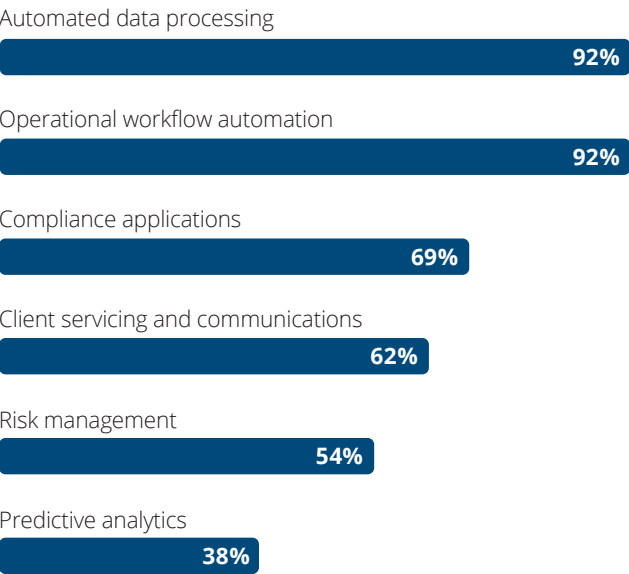 Automated data processing
92%
Operational workflow automation
92%
Compliance applications
69%
Client servicing and communications
62%
Risk management
54%
Predictive analytics
38%